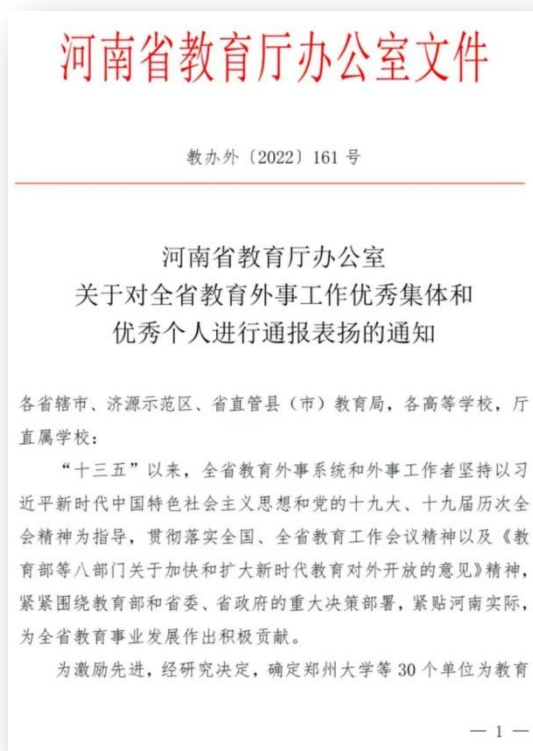 河南省教育厅办公室文件
教办外〔2022〕161 号
河南省教育厅办公室
关于对全省教育外事工作优秀集体和
优秀个人进行通报表扬的通知
各省辖市、济源示范区、省直管县（市）教育局，各高等学校，厅
直属学校：
“十三五”以来，全省教育外事系统和外事工作者坚持以习
近平新时代中国特色社会主义思想和党的十九大、十九届历次全
会精神为指导，贯彻落实全国、全省教育工作会议精神以及《教
育部等八部门关于加快和扩大新时代教育对外开放的意见》精神，
紧紧围绕教育部和省委、省政府的重大决策部署，紧贴河南实际，
为全省教育事业发展作出积极贡献。
为激励先进，经研究决定，确定郑州大学等 30 个单位为教育
— 1 —